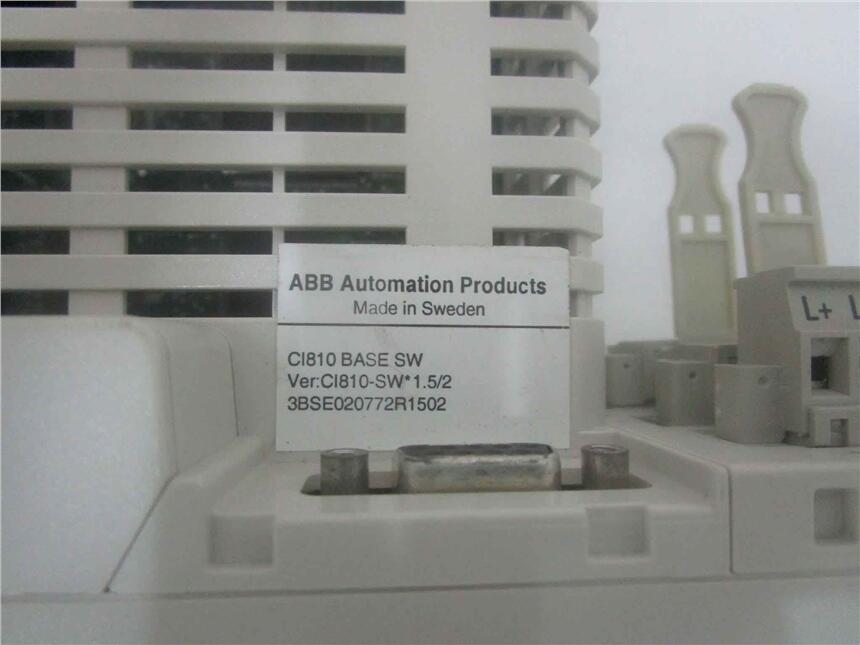 ABB Automation Products
Made in Sweden
CI810 BASE SW
Ver:CI810-SW*1.5/2
3BSE020772R1502
L+